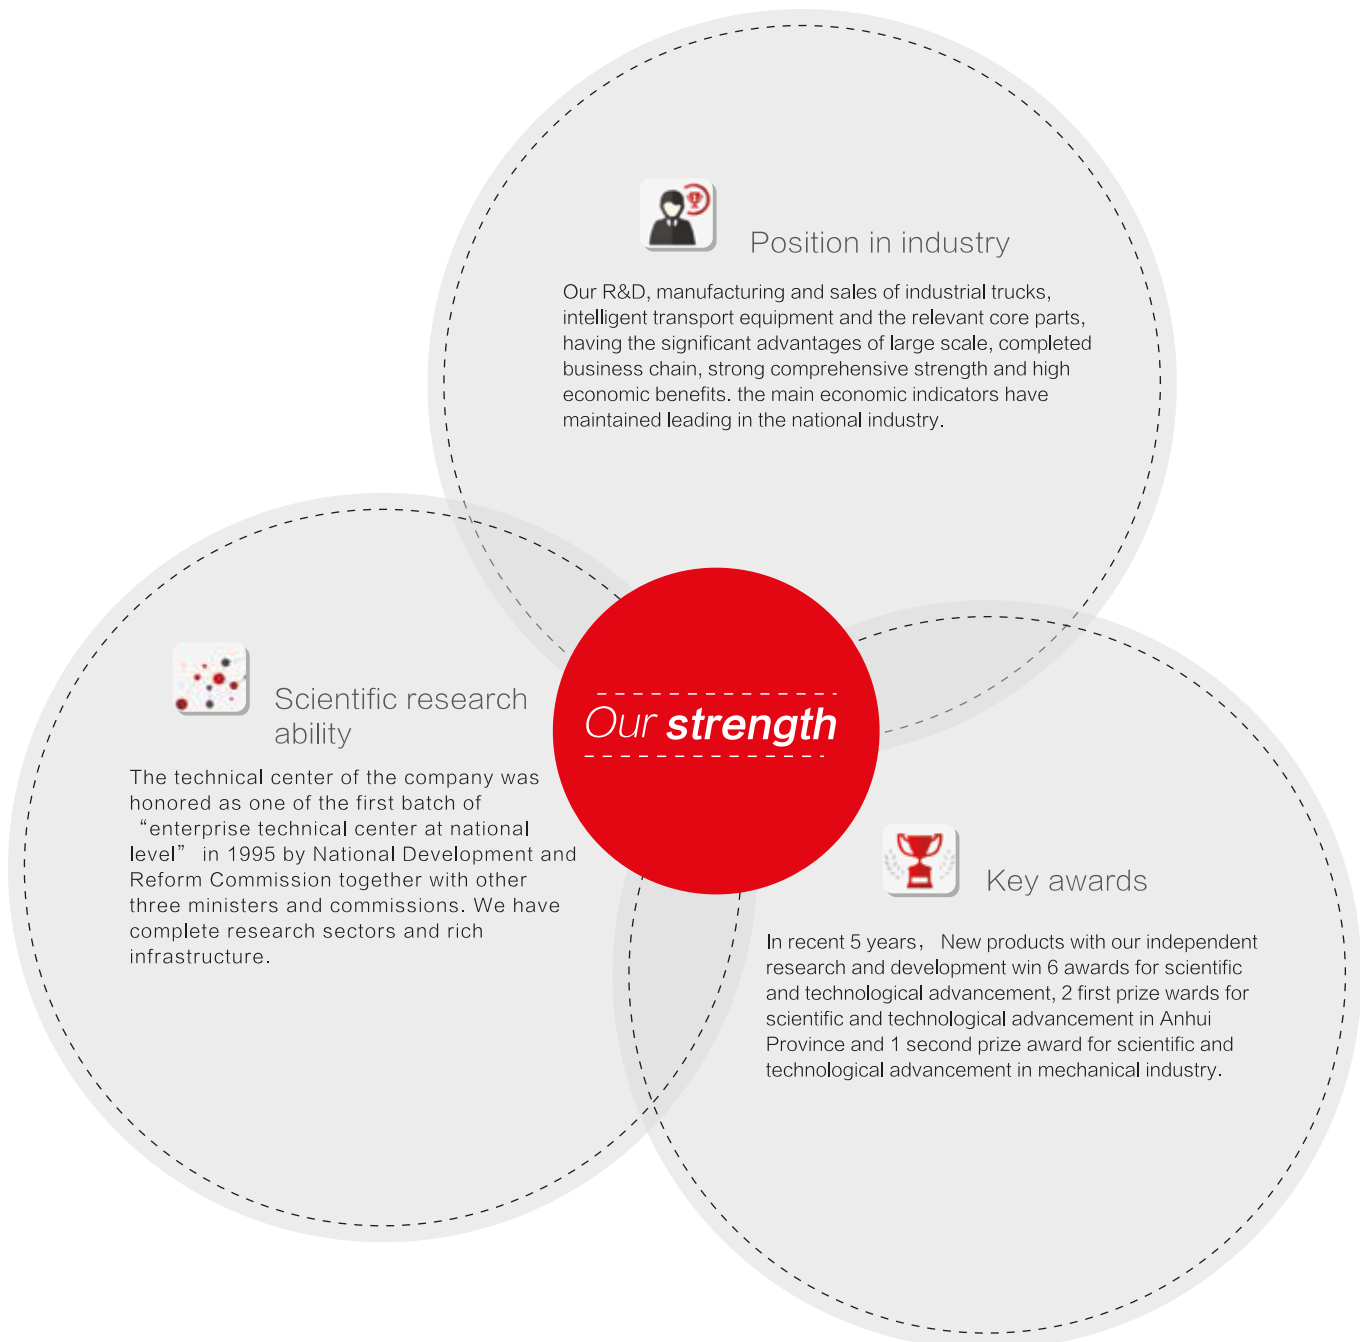 Position in industry
Our R&D, manufacturing and sales of industrial trucks,
intelligent transport equipment and the relevant core parts,
having the significant advantages of large scale, completed
business chain, strong comprehensive strength and high
economic benefits. the main economic indicators have
maintained leading in the national industry.
Our strength
Scientific research
ability
The technical center of the company was
honored as one of the first batch of
“enterprise technical center at national
level” in 1995 by National Development and
Reform Commission together with other
three ministers and commissions. We have
complete research sectors and rich
infrastructure.
Key awards
In recent 5 years, New products with our independent
research and development win 6 awards for scientific
and technological advancement, 2 first prize wards for
scientific and technological advancement in Anhui
Province and 1 second prize award for scientific and
technological advancement in mechanical industry.